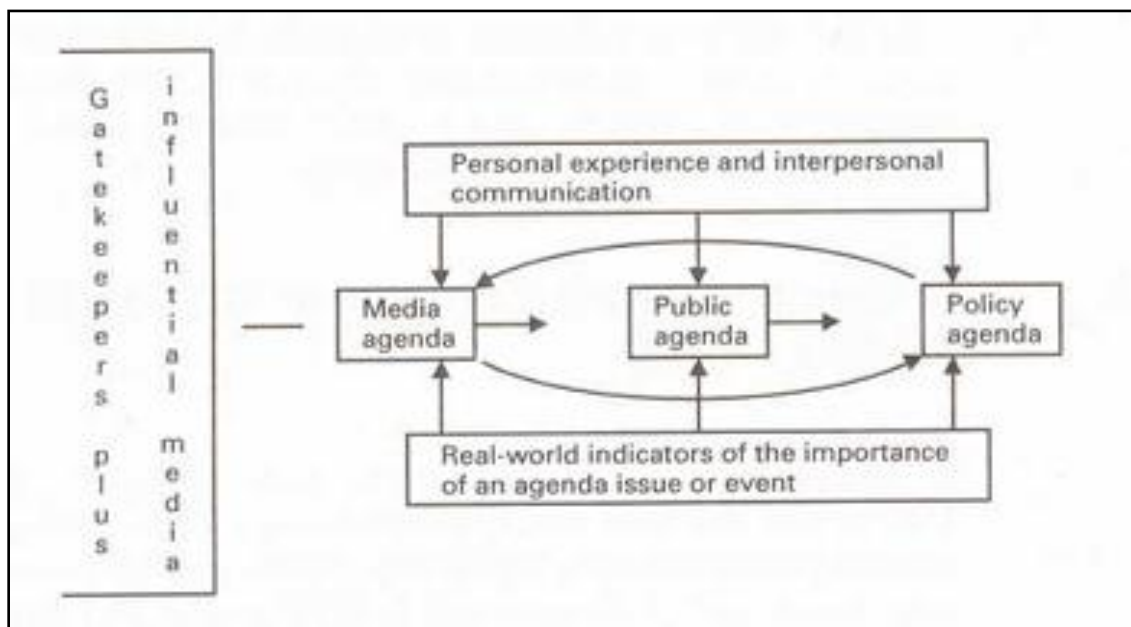 Gatekeepers plus
influential media
Personal experience and interpersonal
communication
Media
agenda
Public
agenda
Policy
agenda
Real-world indicators of the importance
of an agenda issue or event